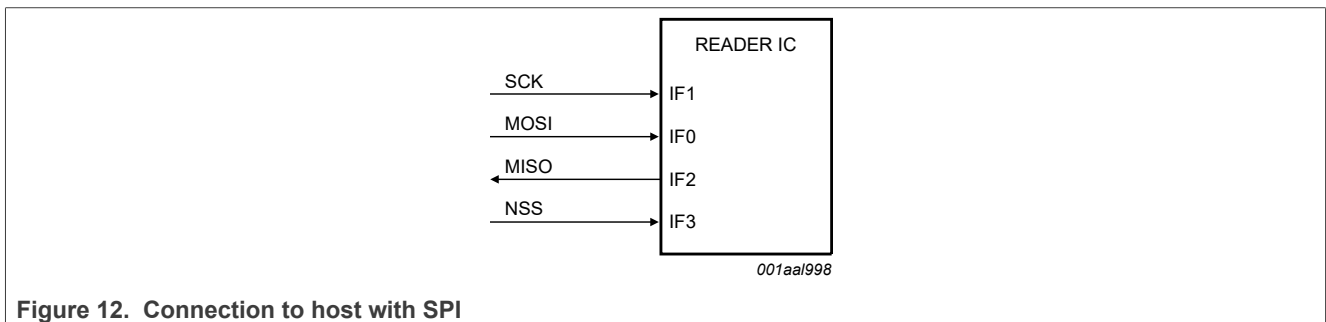 READER IC
SCK
IF1
MOSI
IF0
MISO
IF2
NSS
IF3
001aal998
Figure 12. Connection to host with SPI